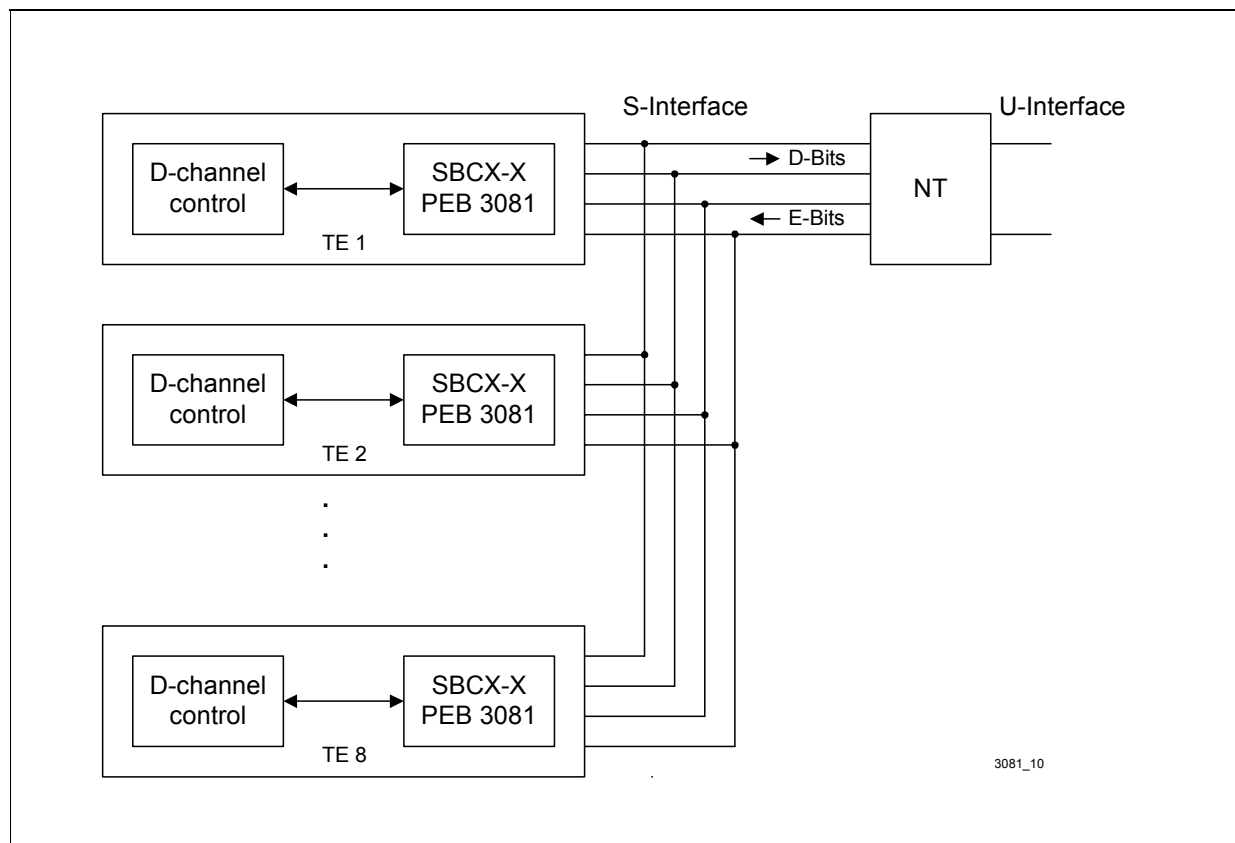 S-Interface
U-Interface
D-channel
control
SBCX-X
PEB 3081
TE 1
D-Bits
E-Bits
NT
D-channel
control
SBCX-X
PEB 3081
TE 2
.
.
.
D-channel
control
SBCX-X
PEB 3081
TE 8
3081_10